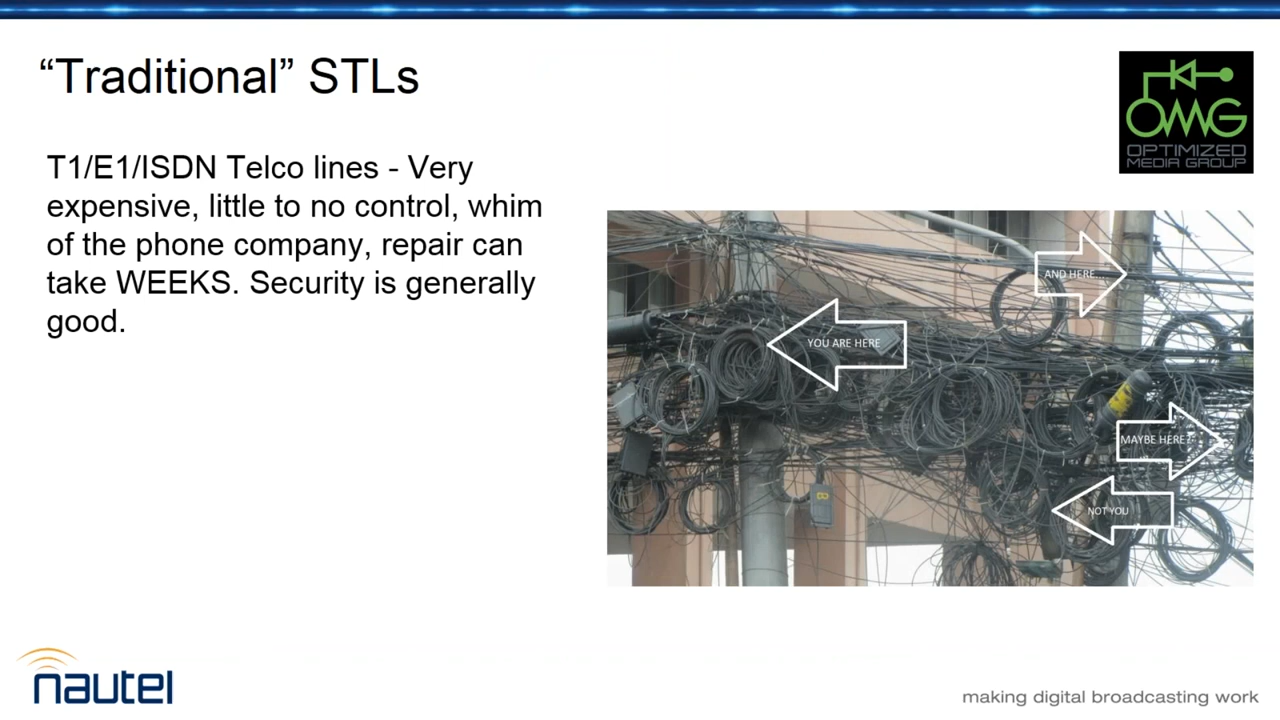 “Traditional” STLs
OMG
OPTIMIZED
MEDIA GROUP
T1/E1/ISDN Telco lines - Very
expensive, little to no control, whim
of the phone company, repair can
take WEEKS. Security is generally
good.
AND HERE...
YOU ARE HERE
MAYBE HERE?
NOT YOU
nautel
making digital broadcasting work